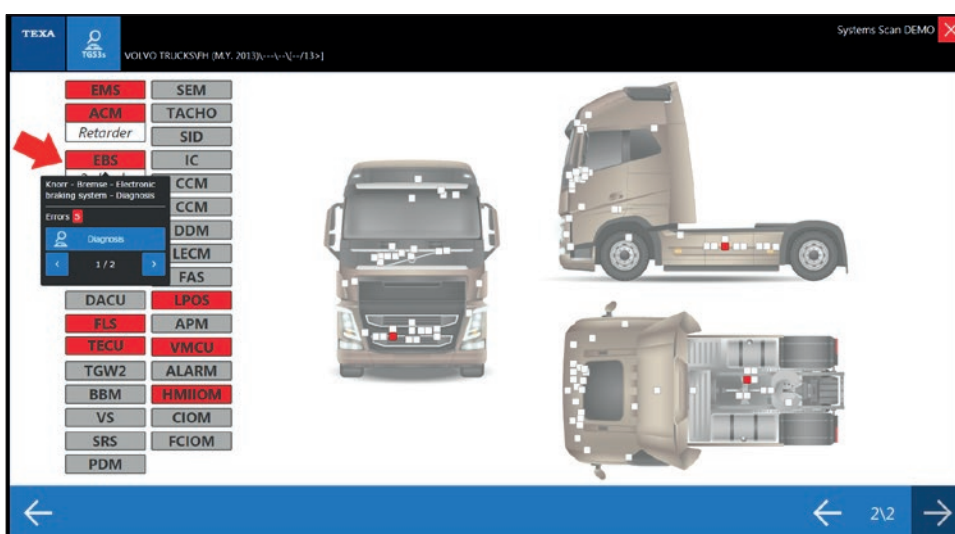 TEXA
TGS3s
VOLVO TRUCKS\FH (M.Y. 2013)\---\--\[--/13>]
Systems Scan DEMO
EMS
ACM
Retarder
EBS
Knorr - Bremse - Electronic
braking system - Diagnosis
Errors 5
Diagnosis
1 / 2
DACU
FLS
TECU
TGW2
BBM
VS
SRS
PDM
SEM
TACHO
SID
IC
CCM
CCM
DDM
LECM
FAS
LPOS
APM
VMCU
ALARM
HMIIOM
CIOM
FCIOM
2\2